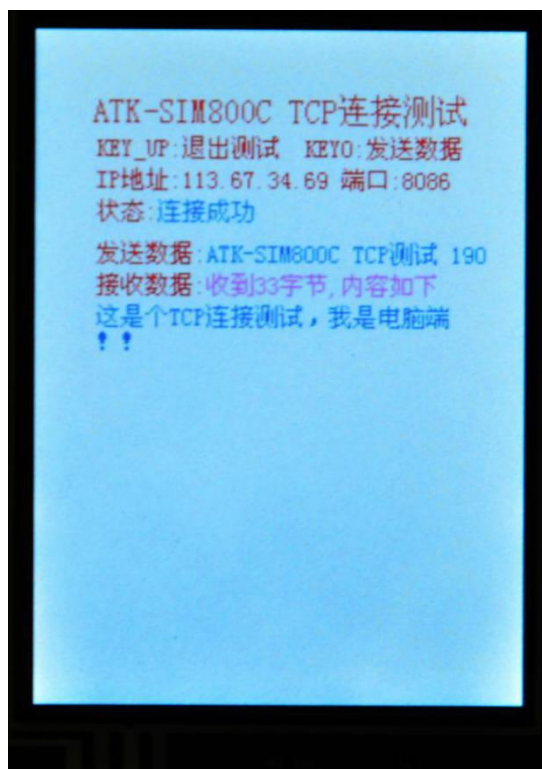 ATK-SIM800C TCP连接测试
KEY_UP:退出测试 KEY0:发送数据
IP地址:113.67.34.69 端口:8086
状态:连接成功
发送数据:ATK-SIM800C TCP测试 190
接收数据:收到33字节,内容如下
这是个TCP连接测试，我是电脑端
！！